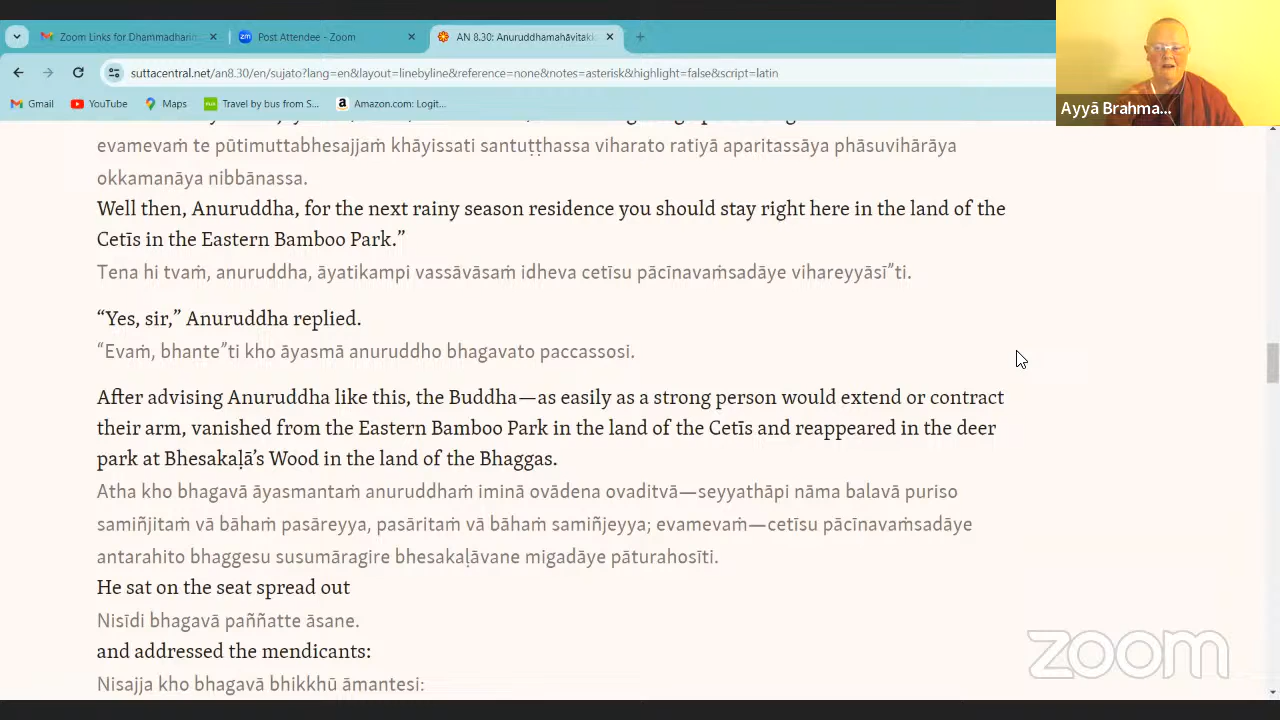 Zoom Links for Dhammadharin
Post Attendee - Zoom
AN 8.30: Anuruddhamahāvitakk
suttacentral.net/an8.30/en/sujato?lang=en&layout=linebyline&reference=none&notes=asterisk&highlight=false&script=latin
Gmail YouTube Maps Travel by bus from S... Amazon.com: Logit...
Ayyā Brahma...
evamevaṁ te pūtimuttabhesajjaṁ khāyissati santuṭṭhassa viharato ratiyā aparitassāya phāsuvihārāya
okkamanāya nibbānassa.
Well then, Anuruddha, for the next rainy season residence you should stay right here in the land of the
Cetīs in the Eastern Bamboo Park.”
Tena hi tvaṁ, anuruddha, āyatikampi vassāvāsaṁ idheva cetīsu pācīnavaṁsadāye vihareyyāsī”ti.
“Yes, sir,” Anuruddha replied.
“Evaṁ, bhante”ti kho āyasmā anuruddho bhagavato paccassosi.
After advising Anuruddha like this, the Buddha—as easily as a strong person would extend or contract
their arm, vanished from the Eastern Bamboo Park in the land of the Cetīs and reappeared in the deer
park at Bhesakaḷā’s Wood in the land of the Bhaggas.
Atha kho bhagavā āyasmantaṁ anuruddhaṁ iminā ovādena ovaditvā—seyyathāpi nāma balavā puriso
samiñjitaṁ vā bāhaṁ pasāreyya, pasāritaṁ vā bāhaṁ samiñjeyya; evamevaṁ—cetīsu pācīnavaṁsadāye
antarahito bhaggesu susumāragire bhesakaḷāvane migadāye pāturahosīti.
He sat on the seat spread out
Nisīdi bhagavā paññatte āsane.
and addressed the mendicants:
Nisajja kho bhagavā bhikkhū āmantesi:
zoom